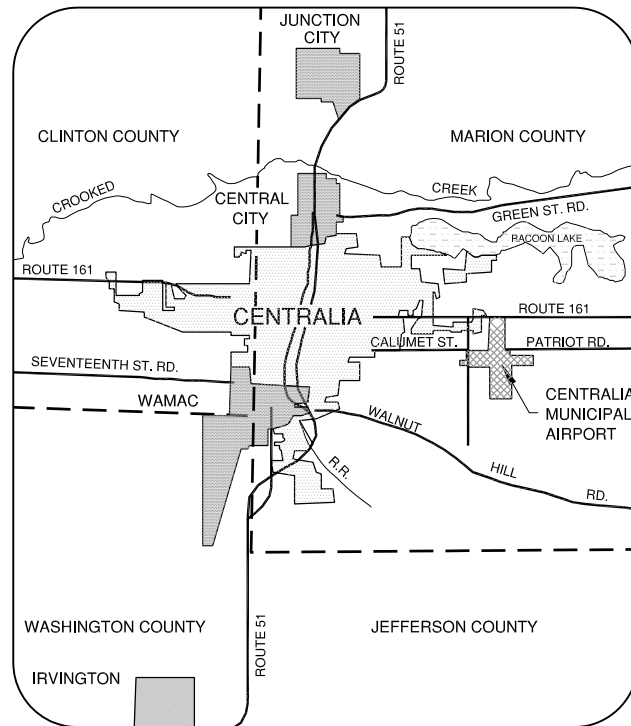 JUNCTION
CITY
ROUTE 51
CLINTON COUNTY
MARION COUNTY
CROOKED
CREEK
CENTRAL
CITY
GREEN ST. RD.
RACOON LAKE
ROUTE 161
CENTRALIA
ROUTE 161
CALUMET ST.
PATRIOT RD.
SEVENTEENTH ST. RD.
WAMAC
CENTRALIA
MUNICIPAL
AIRPORT
WALNUT
HILL
RD.
R.R.
WASHINGTON COUNTY
ROUTE 51
JEFFERSON COUNTY
IRVINGTON